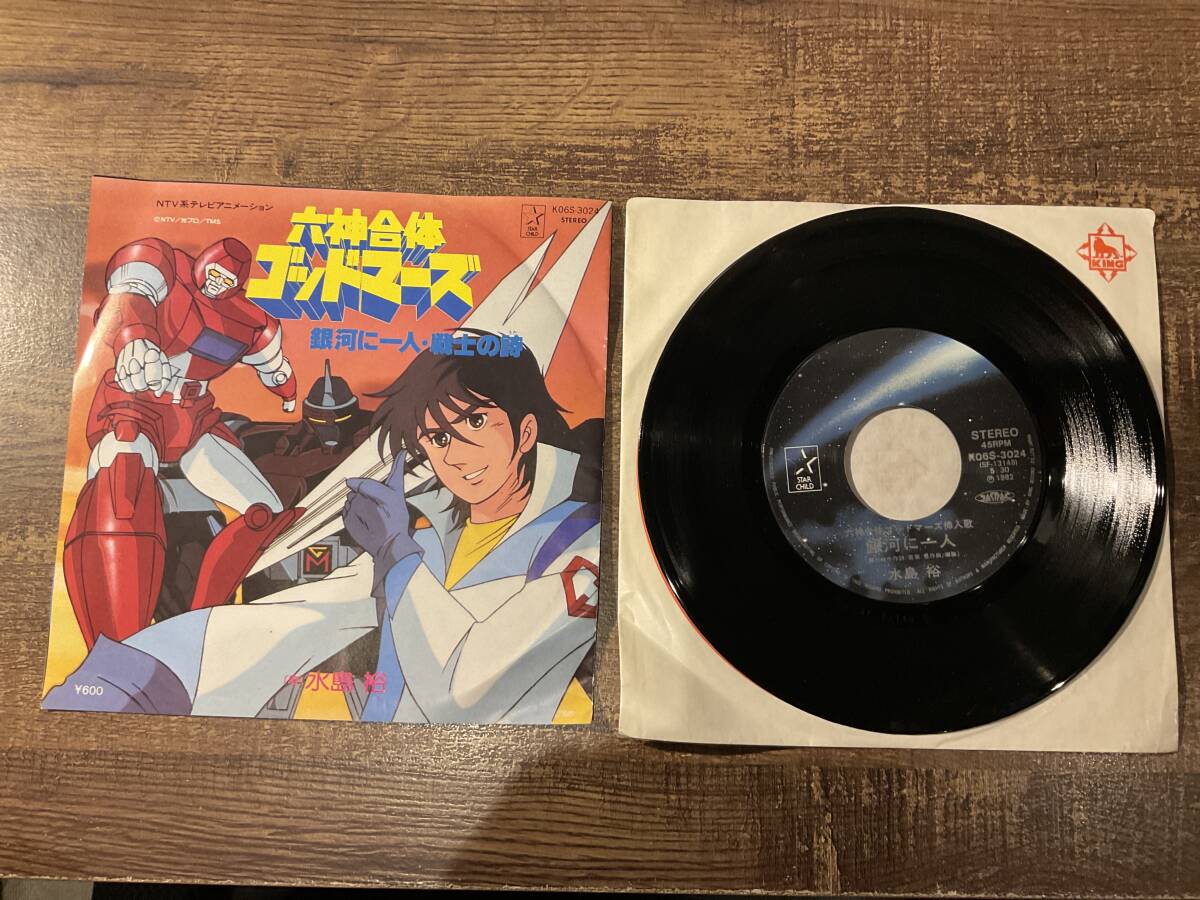 NTV系テレビアニメーション
©NTV/光プロ/TMS
K06S-3024
STEREO
STAR
CHILD
六神合体
ゴッドマーズ
銀河に一人・戦士の詩
GM
水島 裕
¥600
KING
STAR
CHILD
STEREO
45RPM
K06S-3024
(SF-13149)
5:30
Ⓟ1982
六神合体ゴッドマーズ挿入歌
銀河に一人
水島 裕